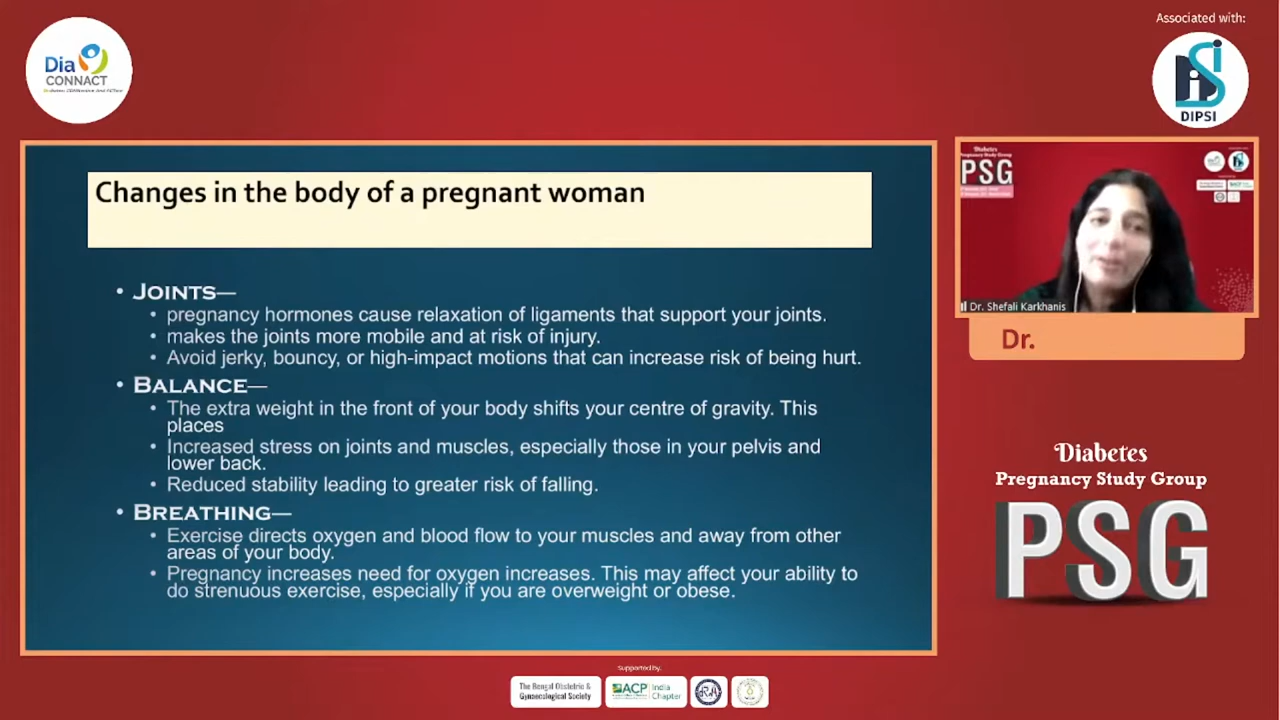 Associated with:
Dia
CONNACT
DIPSI
Changes in the body of a pregnant woman
• JOINTS—
• pregnancy hormones cause relaxation of ligaments that support your joints.
• makes the joints more mobile and at risk of injury.
• Avoid jerky, bouncy, or high-impact motions that can increase risk of being hurt.
• BALANCE—
• The extra weight in the front of your body shifts your centre of gravity. This
places
• Increased stress on joints and muscles, especially those in your pelvis and
lower back.
• Reduced stability leading to greater risk of falling.
• BREATHING—
• Exercise directs oxygen and blood flow to your muscles and away from other
areas of your body.
• Pregnancy increases need for oxygen increases. This may affect your ability to
do strenuous exercise, especially if you are overweight or obese.
Diabetes
Pregnancy Study Group
PSG
Dr. Shefali Karkhanis
Dr.
Diabetes
Pregnancy Study Group
PSG
Supported by.
The Bengal Obstetric &
Gynaecological Society
ACP
India
Chapter